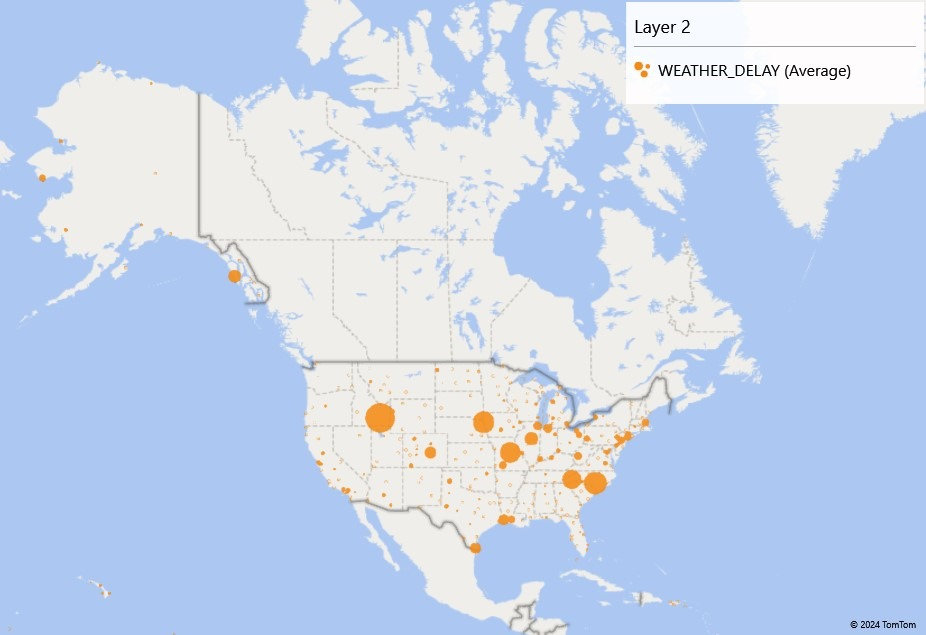 Layer 2
WEATHER_DELAY (Average)
© 2024 TomTom